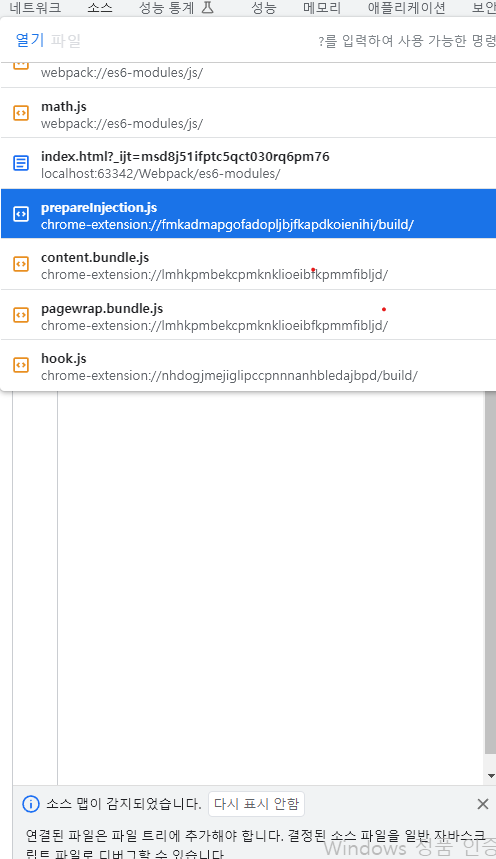 네트워크 소스 성능 통계 성능 메모리 애플리케이션 보안
열기 파일 ?를 입력하여 사용 가능한 명령
webpack://es6-modules/js/
math.js
webpack://es6-modules/js/
index.html?_ijt=msd8j51ifptc5qct030rq6pm76
localhost:63342/Webpack/es6-modules/
prepareInjection.js
chrome-extension://fmkadmapgofadopljbjfkapdkoienihi/build/
content.bundle.js
chrome-extension://lmhkpmbekcpmknklioeibfkpmmfibljd/
pagewrap.bundle.js
chrome-extension://lmhkpmbekcpmknklioeibfkpmmfibljd/
hook.js
chrome-extension://nhdogjmejiglipccpnnnanhbledajbpd/build/
소스 맵이 감지되었습니다. 다시 표시 안함
연결된 파일은 파일 트리에 추가해야 합니다. 결정된 소스 파일을 일반 자바스크
립트 파일로 디버그할 수 있습니다
Windows 정품 인증